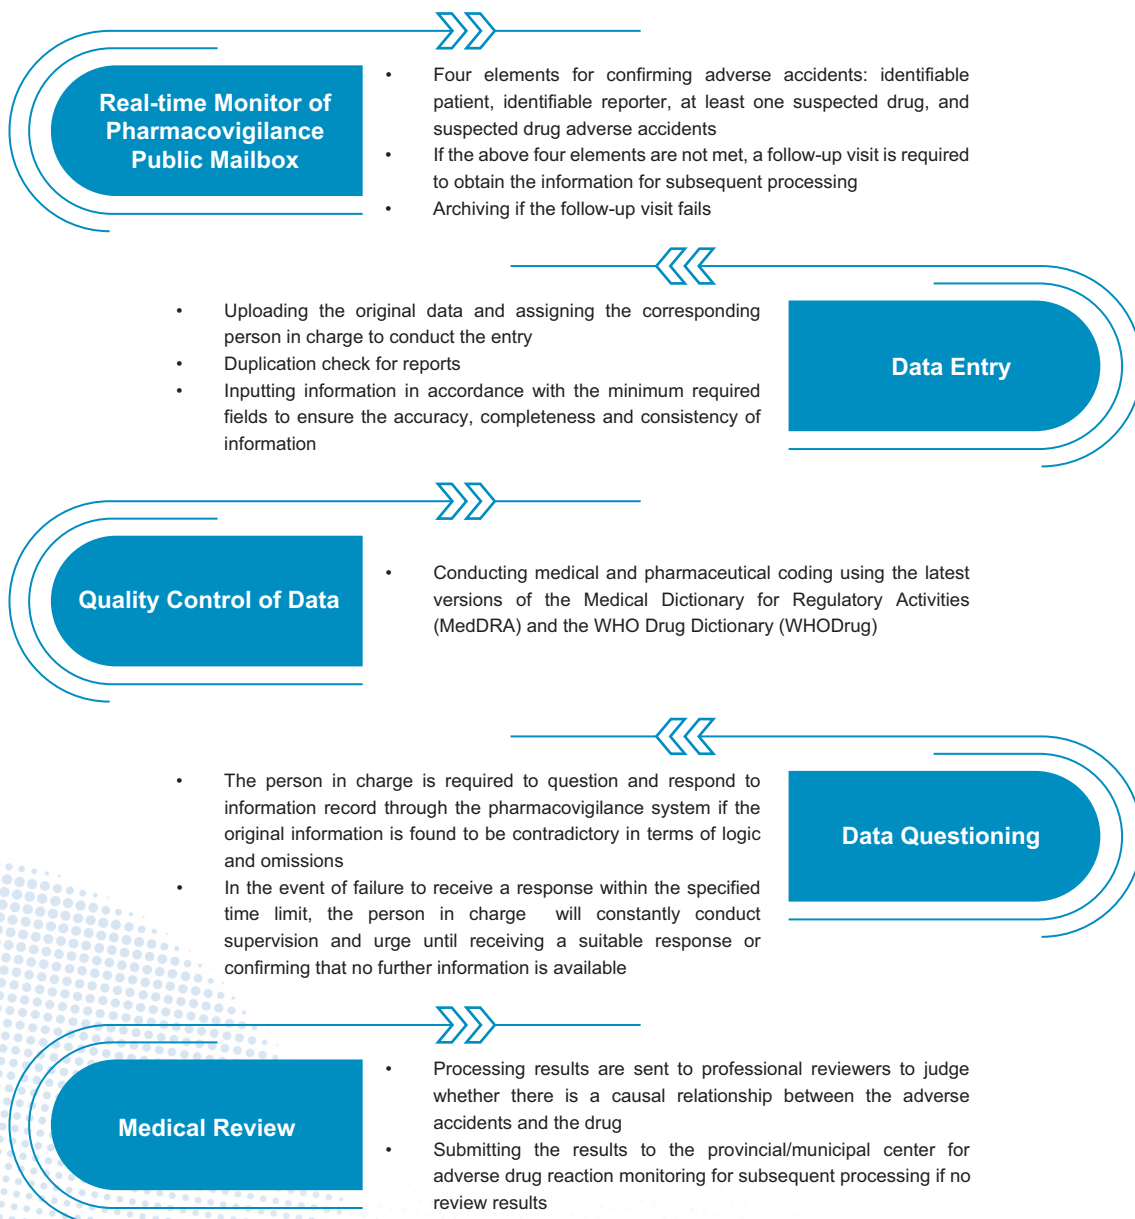 Real-time Monitor of
Pharmacovigilance
Public Mailbox
• Four elements for confirming adverse accidents: identifiable
patient, identifiable reporter, at least one suspected drug, and
suspected drug adverse accidents
• If the above four elements are not met, a follow-up visit is required
to obtain the information for subsequent processing
• Archiving if the follow-up visit fails
• Uploading the original data and assigning the corresponding
person in charge to conduct the entry
• Duplication check for reports
• Inputting information in accordance with the minimum required
fields to ensure the accuracy, completeness and consistency of
information
Data Entry
Quality Control of Data
• Conducting medical and pharmaceutical coding using the latest
versions of the Medical Dictionary for Regulatory Activities
(MedDRA) and the WHO Drug Dictionary (WHODrug)
• The person in charge is required to question and respond to
information record through the pharmacovigilance system if the
original information is found to be contradictory in terms of logic
and omissions
• In the event of failure to receive a response within the specified
time limit, the person in charge will constantly conduct
supervision and urge until receiving a suitable response or
confirming that no further information is available
Data Questioning
Medical Review
• Processing results are sent to professional reviewers to judge
whether there is a causal relationship between the adverse
accidents and the drug
• Submitting the results to the provincial/municipal center for
adverse drug reaction monitoring for subsequent processing if no
review results